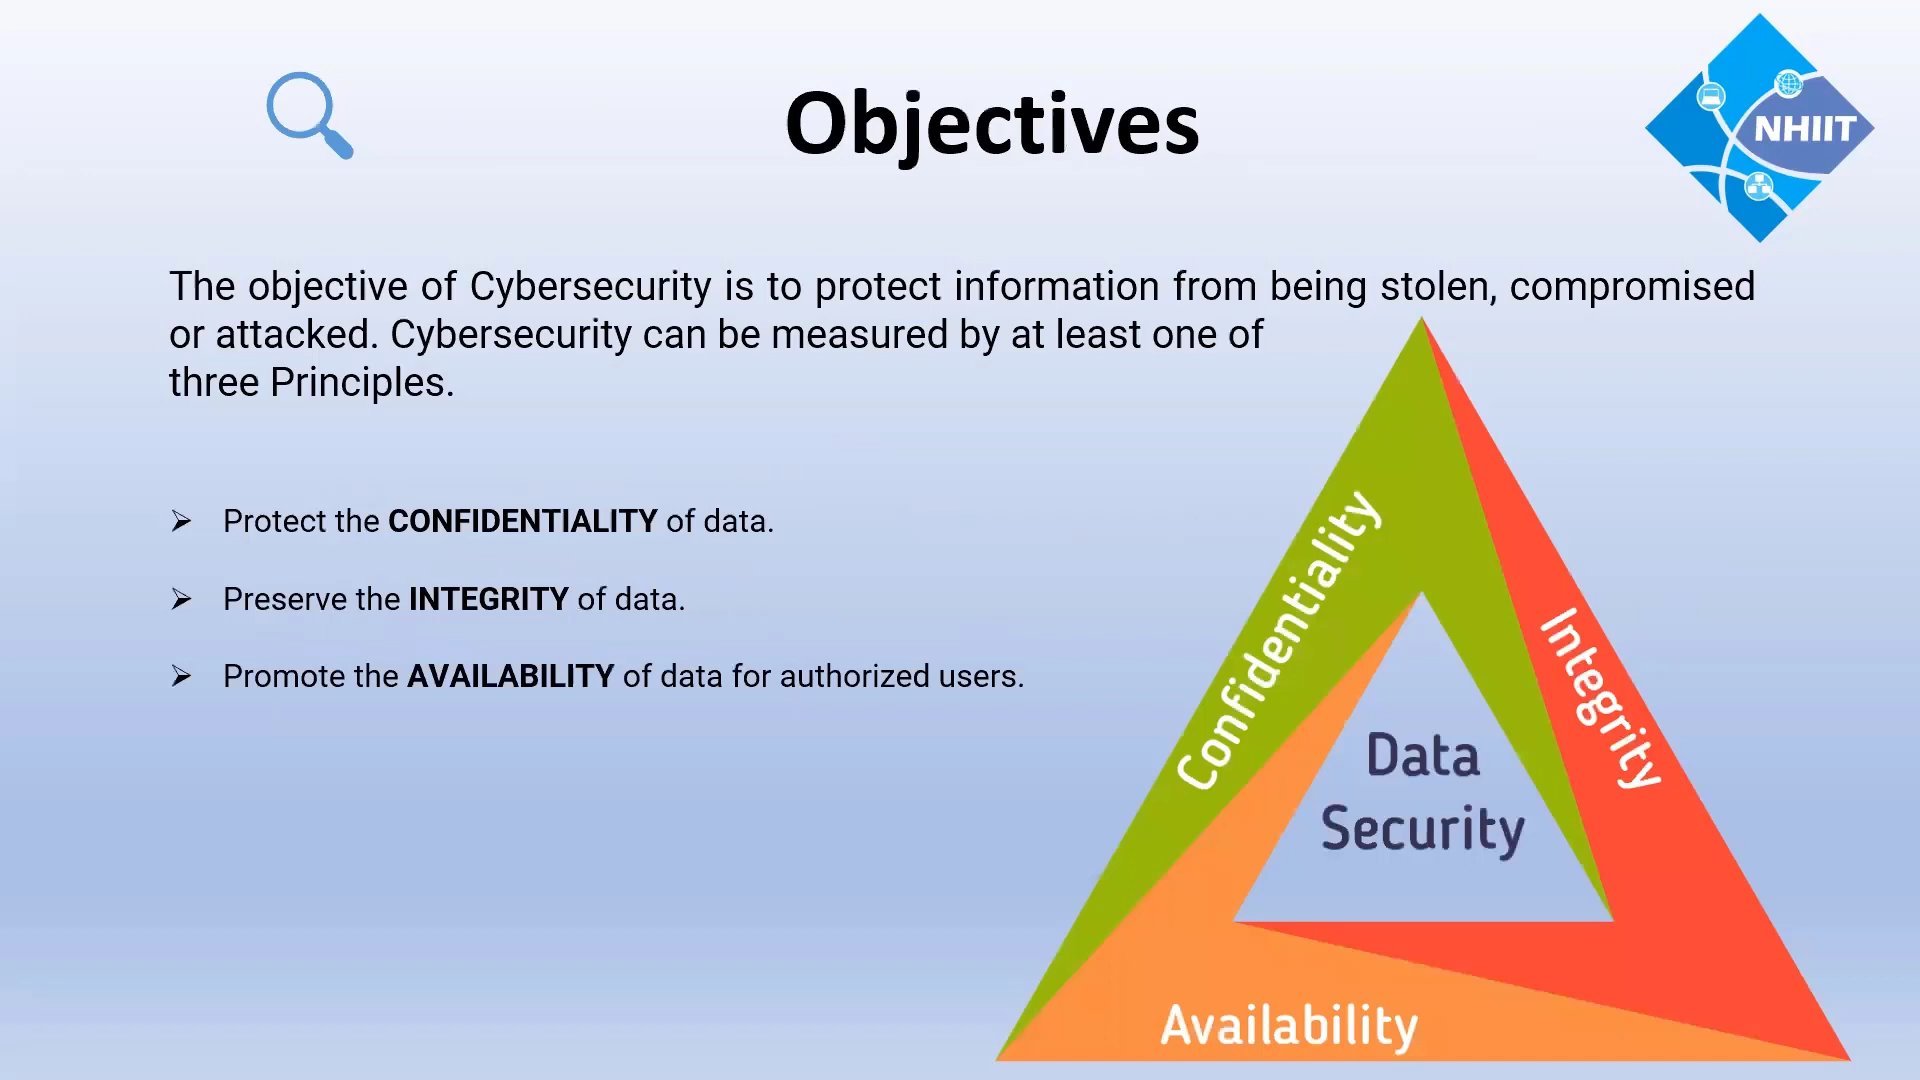 Objectives
NHIIT
The objective of Cybersecurity is to protect information from being stolen, compromised
or attacked. Cybersecurity can be measured by at least one of
three Principles.
Protect the CONFIDENTIALITY of data.
Preserve the INTEGRITY of data.
Promote the AVAILABILITY of data for authorized users.
Confidentiality
Integrity
Data
Security
Availability